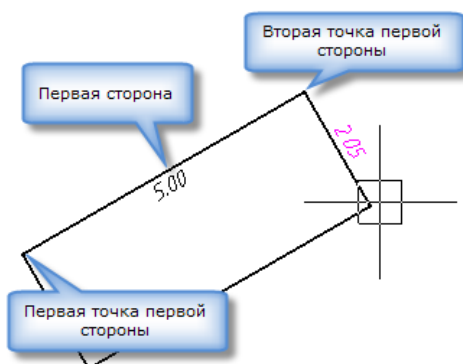 Вторая точка первой
стороны
Первая сторона
2.05
5.00
Первая точка первой
стороны